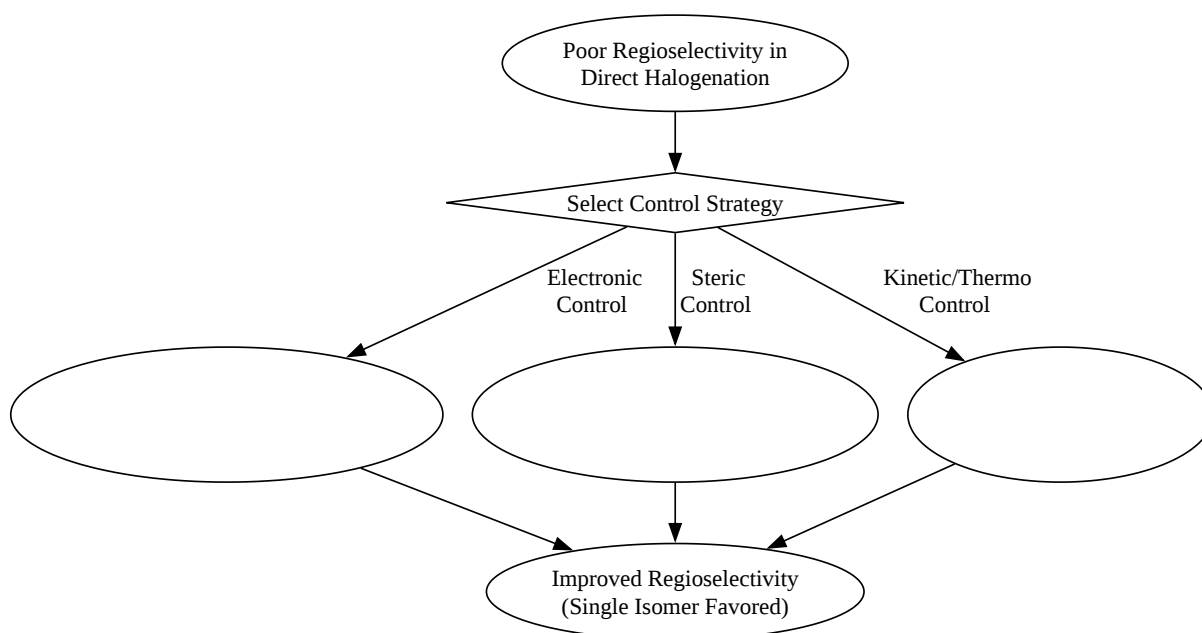 Poor Regioselectivity in
Direct Halogenation
Select Control Strategy
Electronic
Control
Steric
Control
Kinetic/Thermo
Control
Improved Regioselectivity
(Single Isomer Favored)